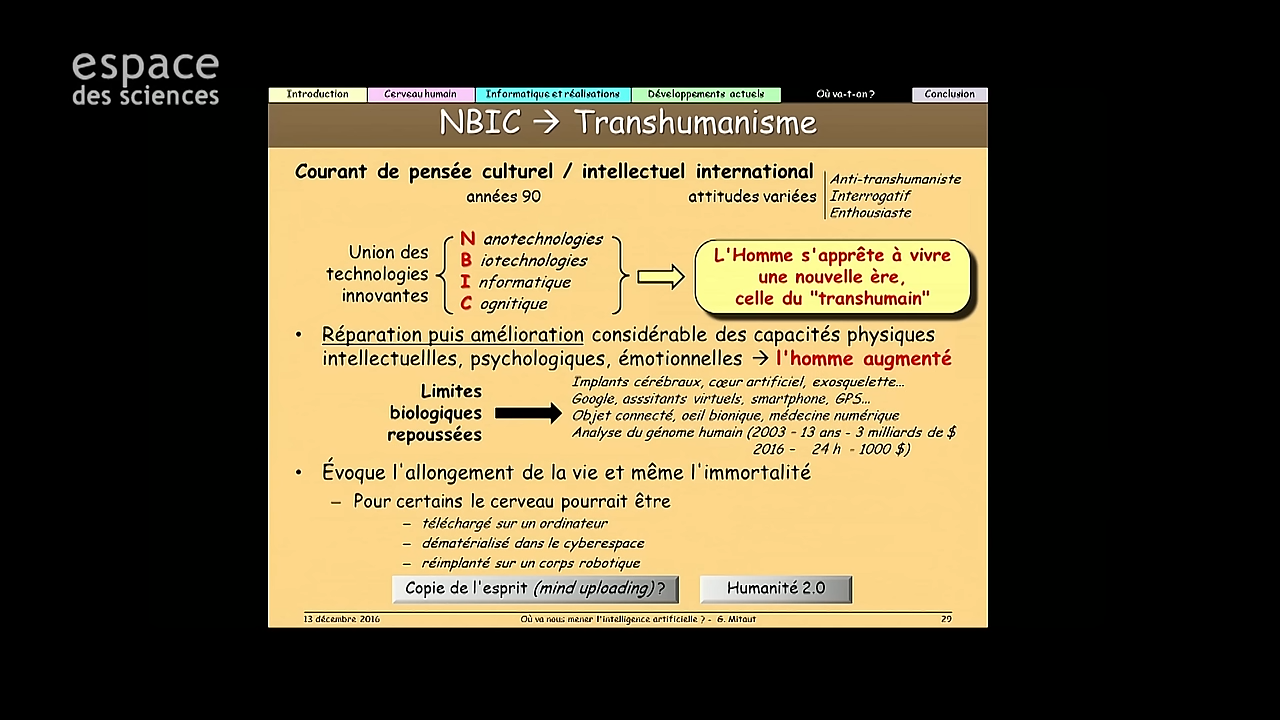 espace
des sciences
Introduction Cerveau humain Informatique et réalisations Développements actuels Où va-t-on ? Conclusion
NBIC → Transhumanisme
Courant de pensée culturel / intellectuel international
années 90 attitudes variées
Anti-transhumaniste
Interrogatif
Enthousiaste
Union des
technologies
innovantes
N anotechnologies
B iotechnologies
I nformatique
C ognitique
L'Homme s'apprête à vivre
une nouvelle ère,
celle du "transhumain"
• Réparation puis amélioration considérable des capacités physiques
intellectuellles, psychologiques, émotionnelles → l'homme augmenté
Limites
biologiques
repoussées
Implants cérébraux, cœur artificiel, exosquelette...
Google, asssitants virtuels, smartphone, GPS...
Objet connecté, oeil bionique, médecine numérique
Analyse du génome humain (2003 – 13 ans - 3 milliards de $
2016 – 24 h - 1000 $)
• Évoque l'allongement de la vie et même l'immortalité
– Pour certains le cerveau pourrait être
– téléchargé sur un ordinateur
– dématérialisé dans le cyberespace
– réimplanté sur un corps robotique
Copie de l'esprit (mind uploading) ? Humanité 2.0
13 décembre 2016 Où va nous mener l'intelligence artificielle ? - G. Mitaut 29